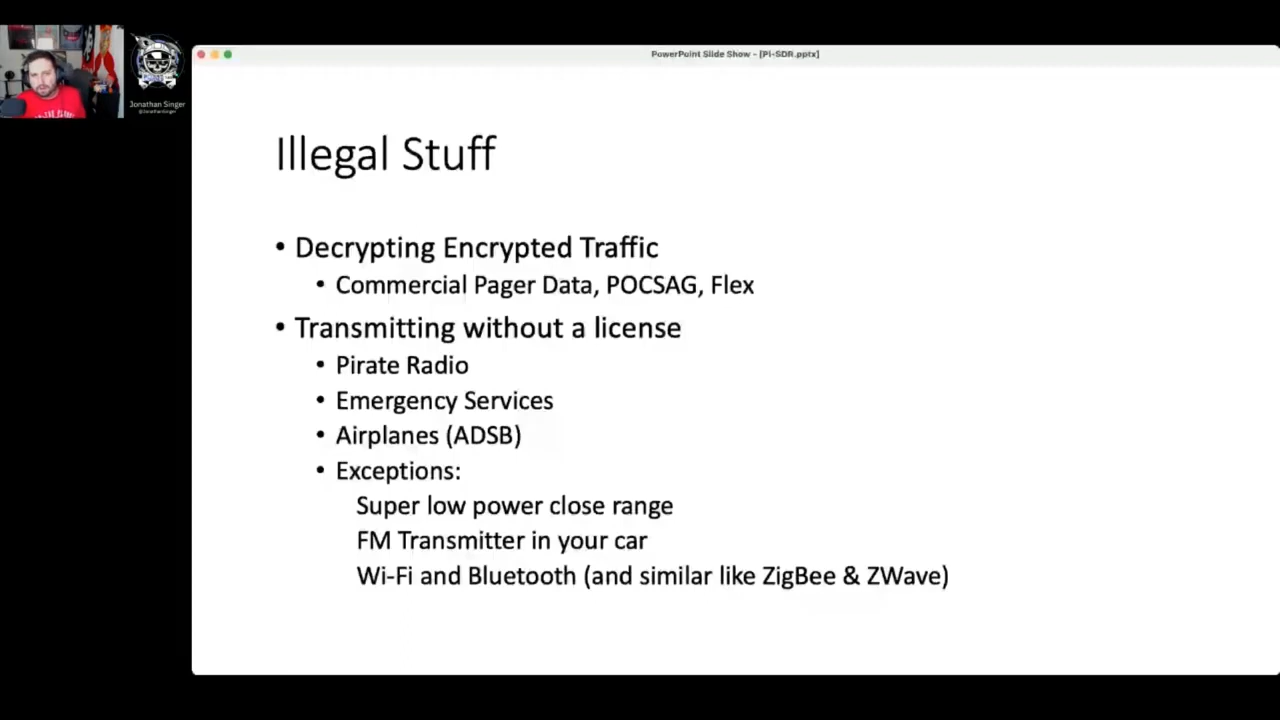 PowerPoint Slide Show - [Pi-SDR.pptx]
Jonathan Singer
@JonathanSinger
Illegal Stuff
• Decrypting Encrypted Traffic
• Commercial Pager Data, POCSAG, Flex
• Transmitting without a license
• Pirate Radio
• Emergency Services
• Airplanes (ADSB)
• Exceptions:
Super low power close range
FM Transmitter in your car
Wi-Fi and Bluetooth (and similar like ZigBee & ZWave)